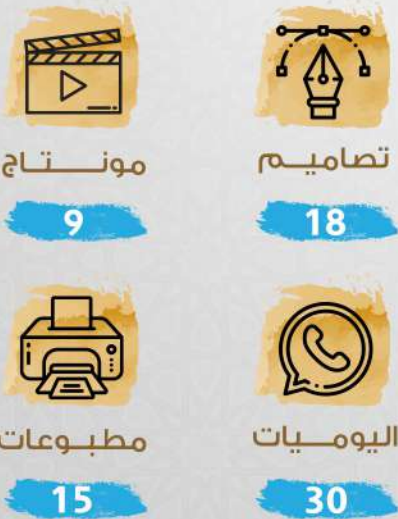 تصاميم
18
مونتاج
9
اليوميات
30
مطبوعات
15